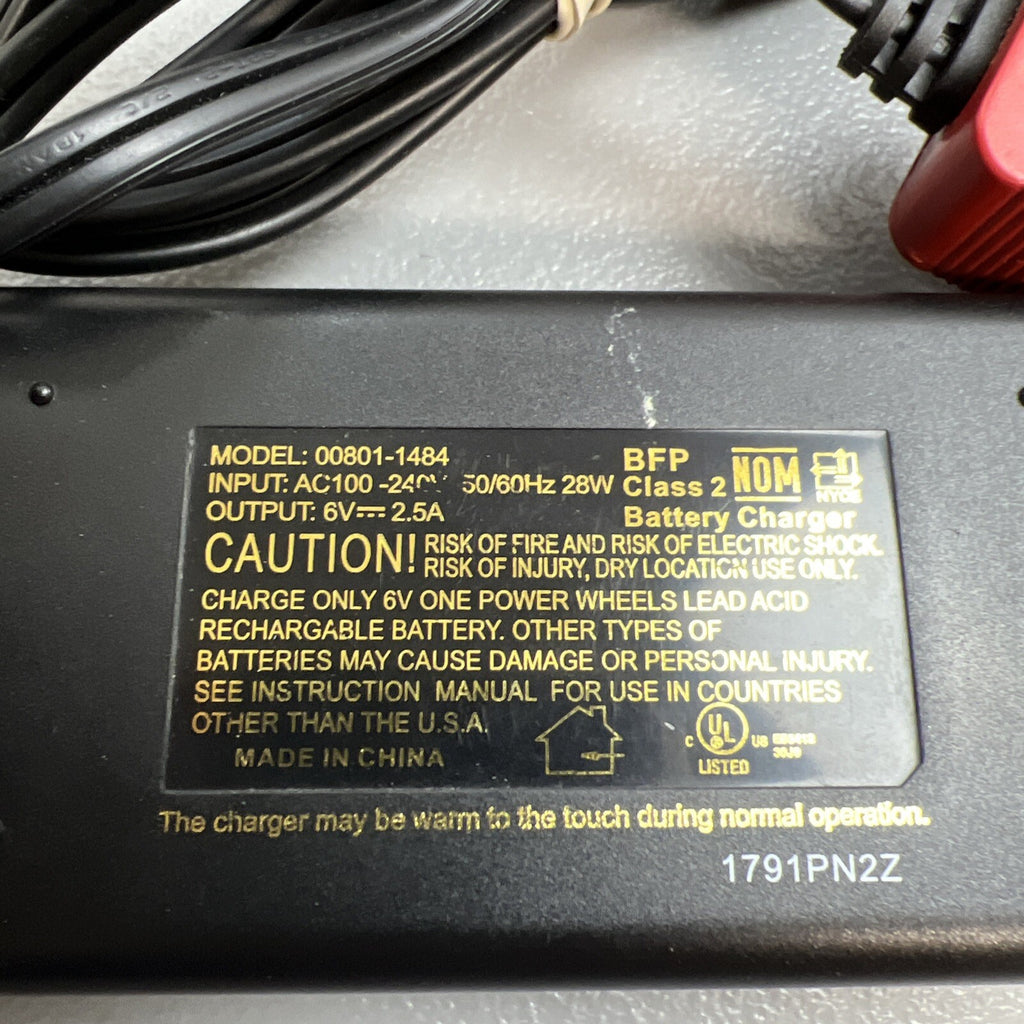 MODEL: 00801-1484
INPUT: AC100 -240V 50/60Hz 28W
OUTPUT: 6V 2.5A
BFP
Class 2
Battery Charger
NOM
NYCE
CAUTION! RISK OF FIRE AND RISK OF ELECTRIC SHOCK.
RISK OF INJURY, DRY LOCATION USE ONLY.
CHARGE ONLY 6V ONE POWER WHEELS LEAD ACID
RECHARGABLE BATTERY. OTHER TYPES OF
BATTERIES MAY CAUSE DAMAGE OR PERSONAL INJURY.
SEE INSTRUCTION MANUAL FOR USE IN COUNTRIES
OTHER THAN THE U.S.A.
MADE IN CHINA
C UL US
LISTED
The charger may be warm to the touch during normal operation.
1791PN2Z